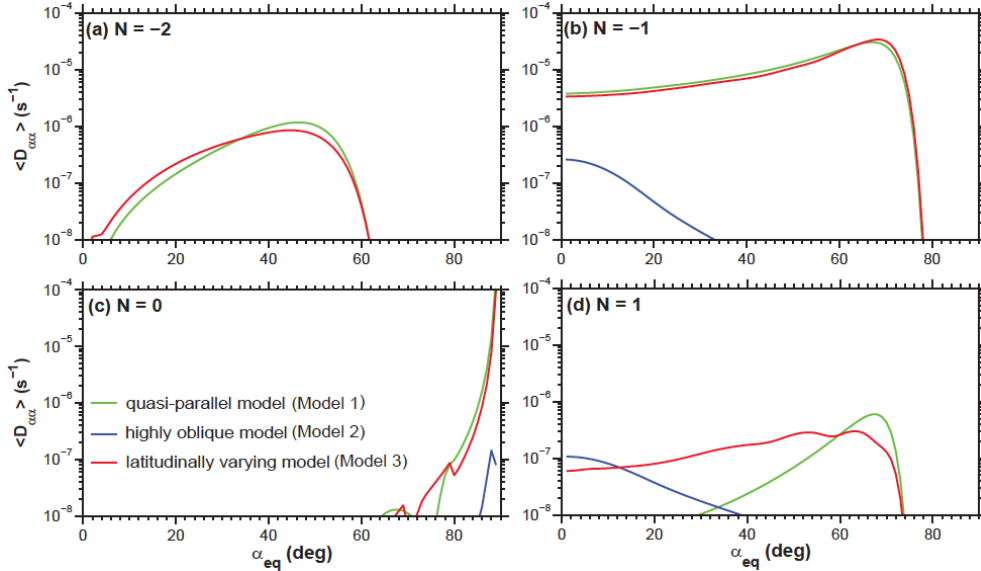 (a) N = −2
(b) N = −1
10⁻⁴
10⁻⁵
10⁻⁶
10⁻⁷
10⁻⁸
<D_αα> (s⁻¹)
0 20 40 60 80
10⁻⁴
10⁻⁵
10⁻⁶
10⁻⁷
10⁻⁸
0 20 40 60 80
(c) N = 0
(d) N = 1
10⁻⁴
10⁻⁵
10⁻⁶
10⁻⁷
10⁻⁸
<D_αα> (s⁻¹)
quasi-parallel model (Model 1)
highly oblique model (Model 2)
latitudinally varying model (Model 3)
0 20 40 60 80
α_eq (deg)
10⁻⁴
10⁻⁵
10⁻⁶
10⁻⁷
10⁻⁸
0 20 40 60 80
α_eq (deg)